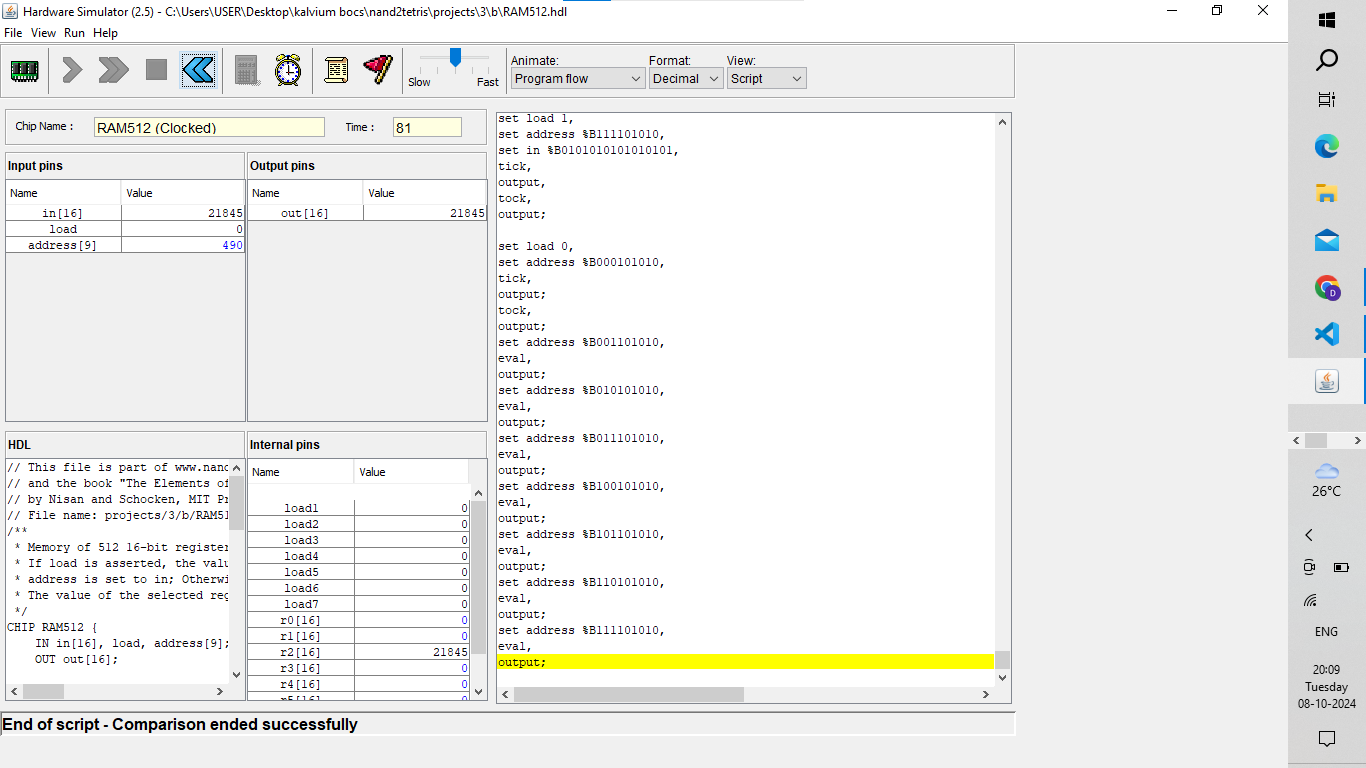 Hardware Simulator (2.5) - C:\Users\USER\Desktop\kalvium bocs\nand2tetris\projects\3\b\RAM512.hdl
File View Run Help
Slow Fast
Animate: Format: View:
Program flow Decimal Script
Chip Name : RAM512 (Clocked) Time : 81
Input pins
Name Value
in[16] 21845
load 0
address[9] 490
Output pins
Name Value
out[16] 21845
HDL
// This file is part of www.nand
// and the book "The Elements of
// by Nisan and Schocken, MIT Pr
// File name: projects/3/b/RAM51
/**
* Memory of 512 16-bit register
* If load is asserted, the valu
* address is set to in; Otherwi
* The value of the selected reg
*/
CHIP RAM512 {
IN in[16], load, address[9];
OUT out[16];
Internal pins
Name Value
load1 0
load2 0
load3 0
load4 0
load5 0
load6 0
load7 0
r0[16] 0
r1[16] 0
r2[16] 21845
r3[16] 0
r4[16] 0
set load 1,
set address %B111101010,
set in %B0101010101010101,
tick,
output,
tock,
output;
set load 0,
set address %B000101010,
tick,
output;
tock,
output;
set address %B001101010,
eval,
output;
set address %B010101010,
eval,
output;
set address %B011101010,
eval,
output;
set address %B100101010,
eval,
output;
set address %B101101010,
eval,
output;
set address %B110101010,
eval,
output;
set address %B111101010,
eval,
output;
End of script - Comparison ended successfully
D
26°C
ENG
20:09
Tuesday
08-10-2024